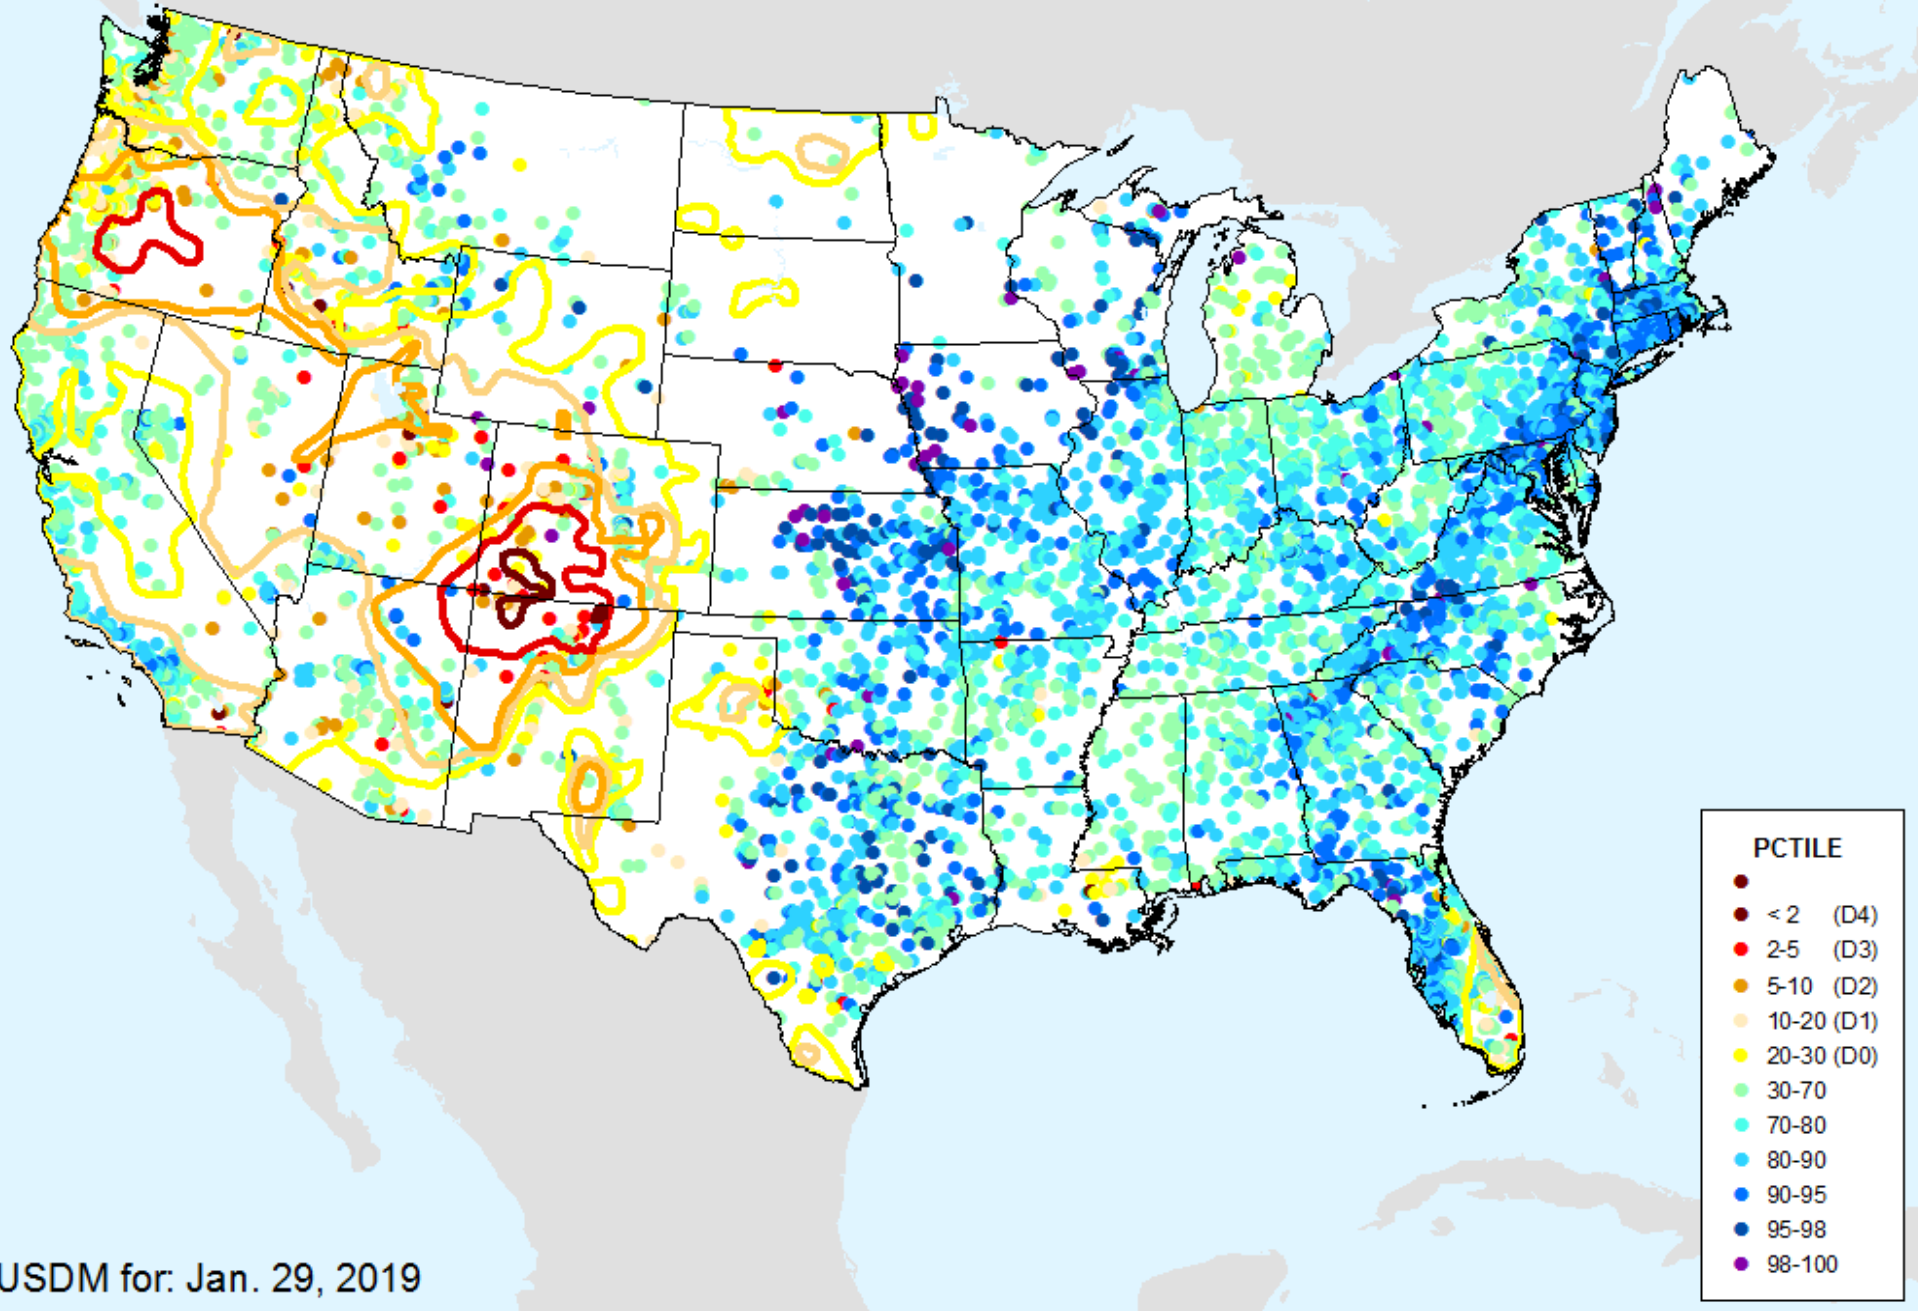 PCTILE
< 2 (D4)
2-5 (D3)
5-10 (D2)
10-20 (D1)
20-30 (D0)
30-70
70-80
80-90
90-95
95-98
98-100
USDM for: Jan. 29, 2019